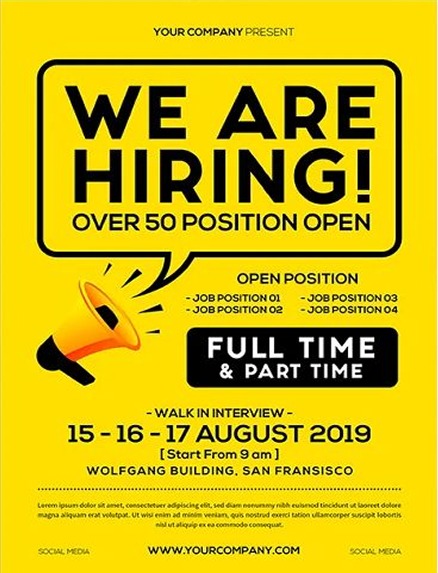 YOUR COMPANY PRESENT
WE ARE
HIRING!
OVER 50 POSITION OPEN
OPEN POSITION
- JOB POSITION 01
- JOB POSITION 02
- JOB POSITION 03
- JOB POSITION 04
FULL TIME
& PART TIME
- WALK IN INTERVIEW -
15 - 16 - 17 AUGUST 2019
[ Start From 9 am ]
WOLFGANG BUILDING, SAN FRANSISCO
Lorem ipsum dolor sit amet, consectetuer adipiscing elit, sed diam nonummy nibh euismod tincidunt ut laoreet dolore
magna aliquam erat volutpat. Ut wisi enim ad minim veniam, quis nostrud exerci tation ullamcorper suscipit lobortis
nisl ut aliquip ex ea commodo consequat.
SOCIAL MEDIA
WWW.YOURCOMPANY.COM
SOCIAL MEDIA